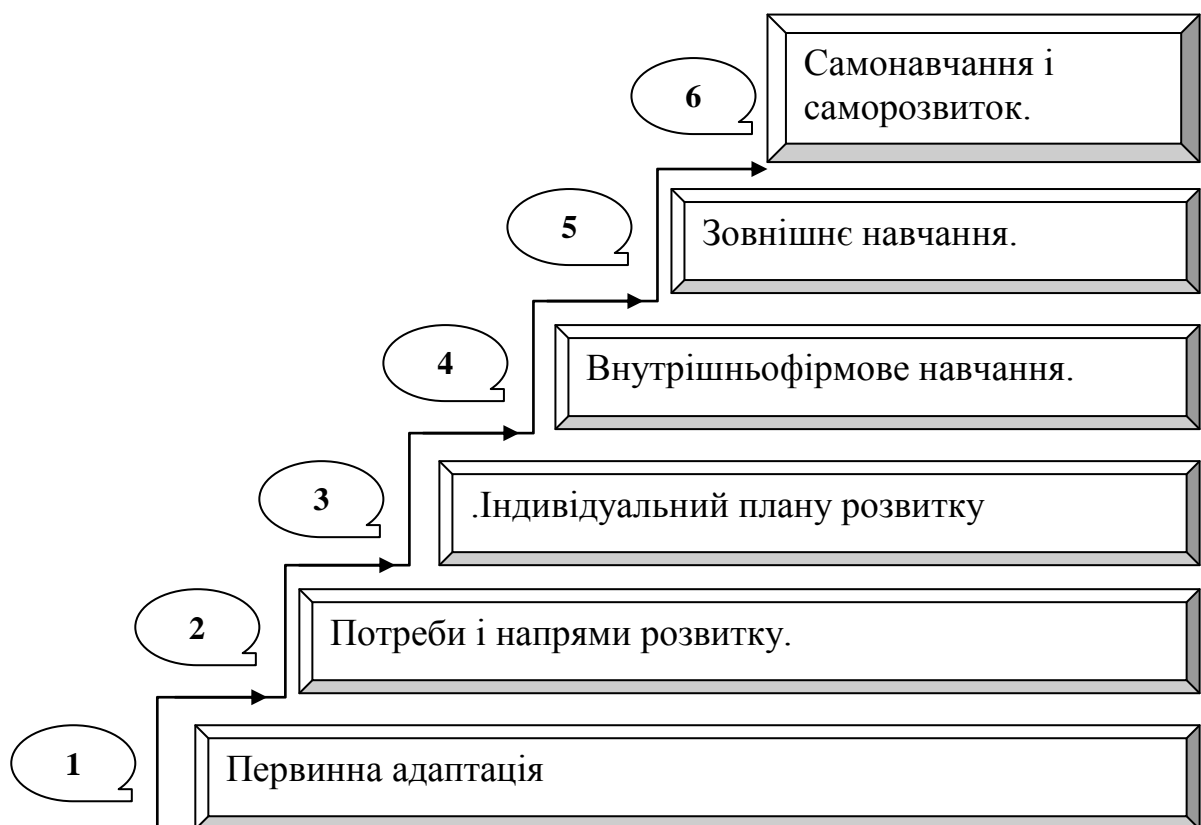 6
Самонавчання і
саморозвиток.
5
Зовнішнє навчання.
4
Внутрішньофірмове навчання.
3
.Індивідуальний плану розвитку
2
Потреби і напрями розвитку.
1
Первинна адаптація